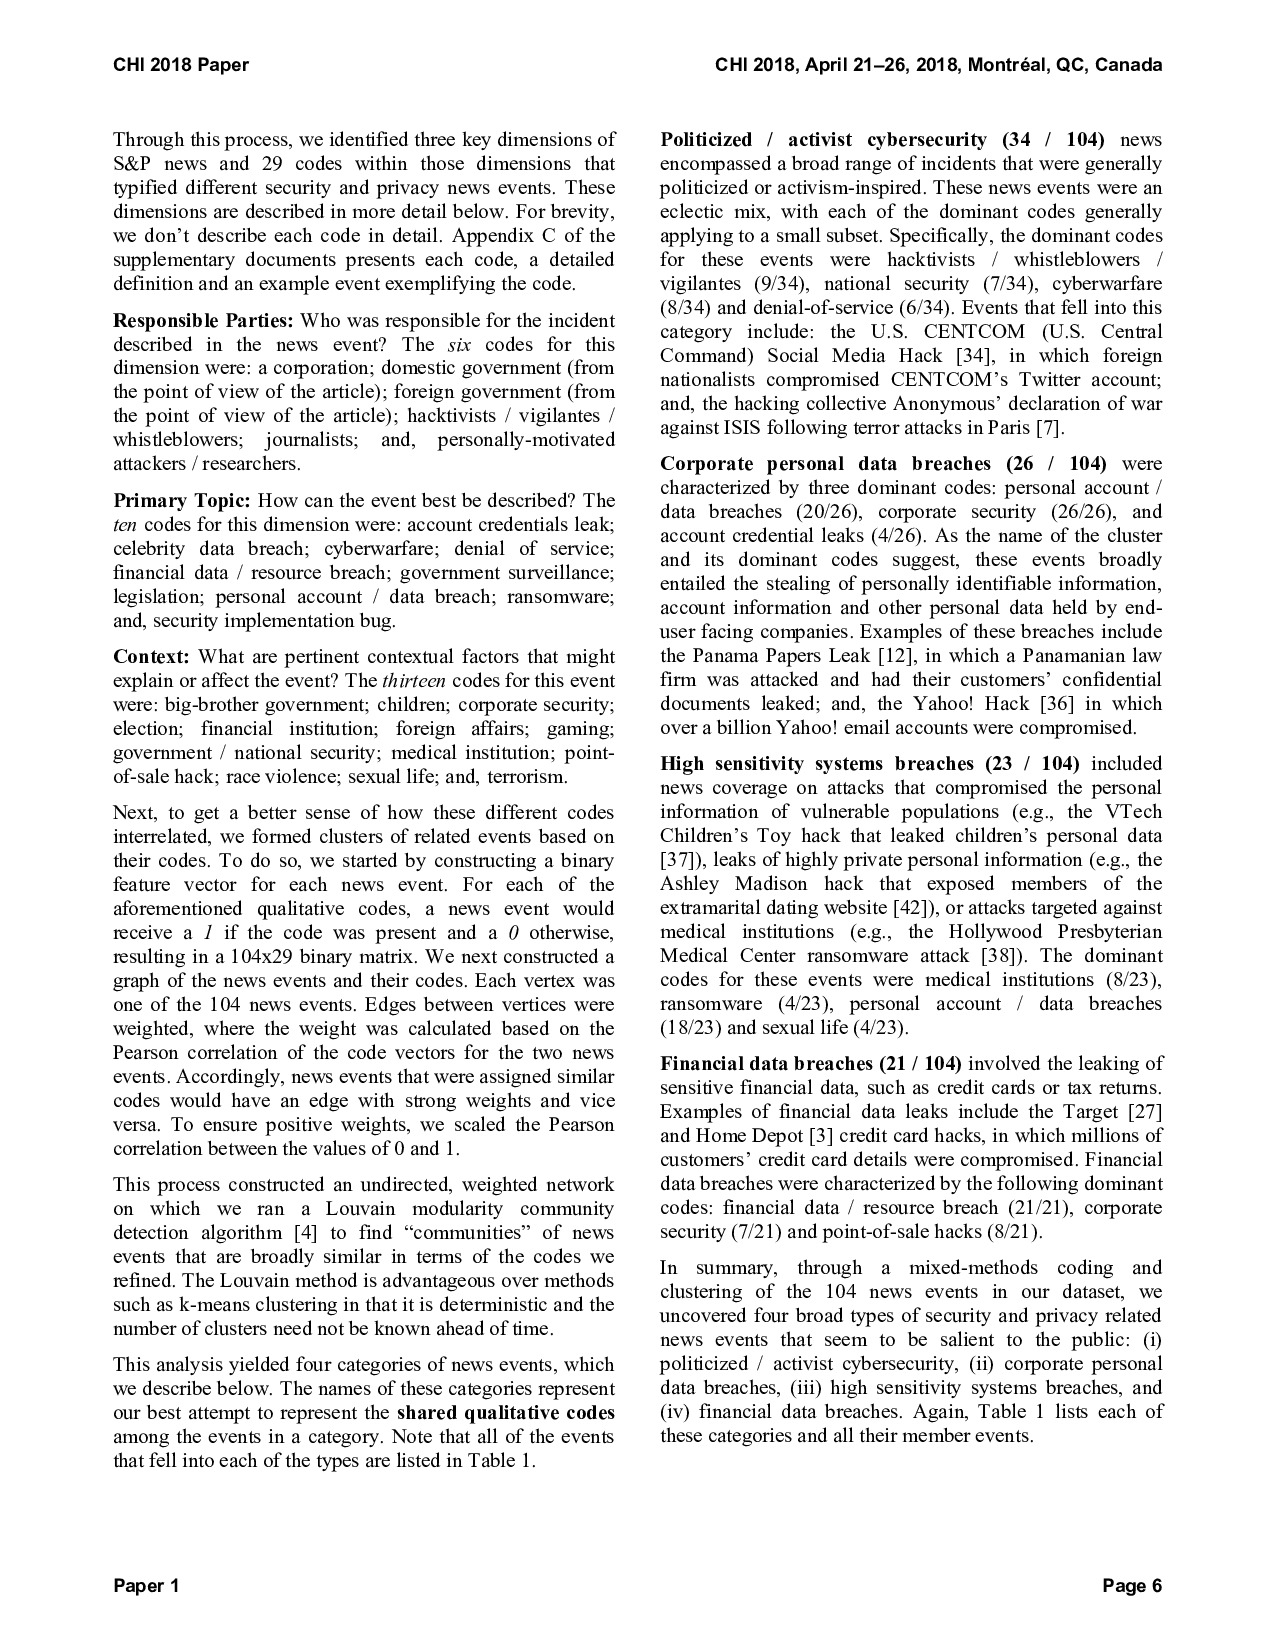 CHI 2018 Paper
CHI 2018, April 21–26, 2018, Montréal, QC, Canada
Through this process, we identified three key dimensions of
S&P news and 29 codes within those dimensions that
typified different security and privacy news events. These
dimensions are described in more detail below. For brevity,
we don’t describe each code in detail. Appendix C of the
supplementary documents presents each code, a detailed
definition and an example event exemplifying the code.
Responsible Parties: Who was responsible for the incident
described in the news event? The six codes for this
dimension were: a corporation; domestic government (from
the point of view of the article); foreign government (from
the point of view of the article); hacktivists / vigilantes /
whistleblowers; journalists; and, personally-motivated
attackers / researchers.
Primary Topic: How can the event best be described? The
ten codes for this dimension were: account credentials leak;
celebrity data breach; cyberwarfare; denial of service;
financial data / resource breach; government surveillance;
legislation; personal account / data breach; ransomware;
and, security implementation bug.
Context: What are pertinent contextual factors that might
explain or affect the event? The thirteen codes for this event
were: big-brother government; children; corporate security;
election; financial institution; foreign affairs; gaming;
government / national security; medical institution; point-
of-sale hack; race violence; sexual life; and, terrorism.
Next, to get a better sense of how these different codes
interrelated, we formed clusters of related events based on
their codes. To do so, we started by constructing a binary
feature vector for each news event. For each of the
aforementioned qualitative codes, a news event would
receive a 1 if the code was present and a 0 otherwise,
resulting in a 104x29 binary matrix. We next constructed a
graph of the news events and their codes. Each vertex was
one of the 104 news events. Edges between vertices were
weighted, where the weight was calculated based on the
Pearson correlation of the code vectors for the two news
events. Accordingly, news events that were assigned similar
codes would have an edge with strong weights and vice
versa. To ensure positive weights, we scaled the Pearson
correlation between the values of 0 and 1.
This process constructed an undirected, weighted network
on which we ran a Louvain modularity community
detection algorithm [4] to find “communities” of news
events that are broadly similar in terms of the codes we
refined. The Louvain method is advantageous over methods
such as k-means clustering in that it is deterministic and the
number of clusters need not be known ahead of time.
This analysis yielded four categories of news events, which
we describe below. The names of these categories represent
our best attempt to represent the shared qualitative codes
among the events in a category. Note that all of the events
that fell into each of the types are listed in Table 1.
Politicized / activist cybersecurity (34 / 104) news
encompassed a broad range of incidents that were generally
politicized or activism-inspired. These news events were an
eclectic mix, with each of the dominant codes generally
applying to a small subset. Specifically, the dominant codes
for these events were hacktivists / whistleblowers /
vigilantes (9/34), national security (7/34), cyberwarfare
(8/34) and denial-of-service (6/34). Events that fell into this
category include: the U.S. CENTCOM (U.S. Central
Command) Social Media Hack [34], in which foreign
nationalists compromised CENTCOM’s Twitter account;
and, the hacking collective Anonymous’ declaration of war
against ISIS following terror attacks in Paris [7].
Corporate personal data breaches (26 / 104) were
characterized by three dominant codes: personal account /
data breaches (20/26), corporate security (26/26), and
account credential leaks (4/26). As the name of the cluster
and its dominant codes suggest, these events broadly
entailed the stealing of personally identifiable information,
account information and other personal data held by end-
user facing companies. Examples of these breaches include
the Panama Papers Leak [12], in which a Panamanian law
firm was attacked and had their customers’ confidential
documents leaked; and, the Yahoo! Hack [36] in which
over a billion Yahoo! email accounts were compromised.
High sensitivity systems breaches (23 / 104) included
news coverage on attacks that compromised the personal
information of vulnerable populations (e.g., the VTech
Children’s Toy hack that leaked children’s personal data
[37]), leaks of highly private personal information (e.g., the
Ashley Madison hack that exposed members of the
extramarital dating website [42]), or attacks targeted against
medical institutions (e.g., the Hollywood Presbyterian
Medical Center ransomware attack [38]). The dominant
codes for these events were medical institutions (8/23),
ransomware (4/23), personal account / data breaches
(18/23) and sexual life (4/23).
Financial data breaches (21 / 104) involved the leaking of
sensitive financial data, such as credit cards or tax returns.
Examples of financial data leaks include the Target [27]
and Home Depot [3] credit card hacks, in which millions of
customers’ credit card details were compromised. Financial
data breaches were characterized by the following dominant
codes: financial data / resource breach (21/21), corporate
security (7/21) and point-of-sale hacks (8/21).
In summary, through a mixed-methods coding and
clustering of the 104 news events in our dataset, we
uncovered four broad types of security and privacy related
news events that seem to be salient to the public: (i)
politicized / activist cybersecurity, (ii) corporate personal
data breaches, (iii) high sensitivity systems breaches, and
(iv) financial data breaches. Again, Table 1 lists each of
these categories and all their member events.
Paper 1
Page 6